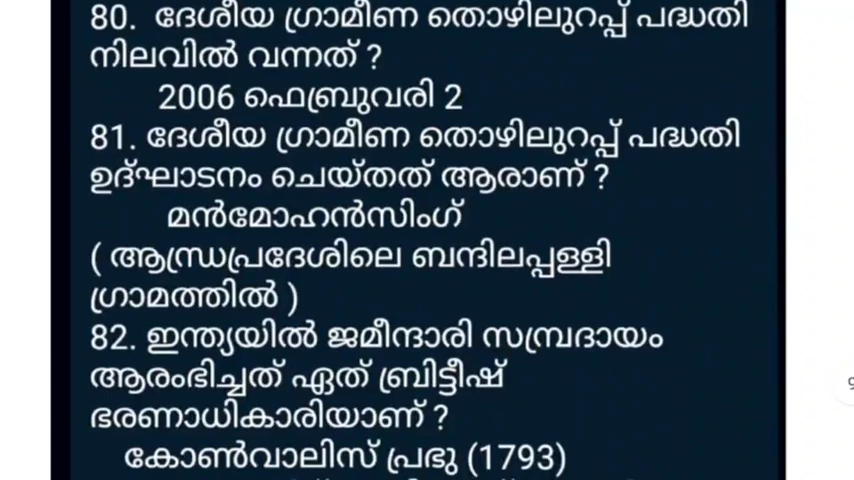 80. ദേശീയ ഗ്രാമീണ തൊഴിലുറപ്പ് പദ്ധതി
നിലവിൽ വന്നത് ?
2006 ഫെബ്രുവരി 2
81. ദേശീയ ഗ്രാമീണ തൊഴിലുറപ്പ് പദ്ധതി
ഉദ്ഘാടനം ചെയ്തത് ആരാണ് ?
മൻമോഹൻസിംഗ്
( ആന്ധ്രപ്രദേശിലെ ബന്ദിലപ്പള്ളി
ഗ്രാമത്തിൽ )
82. ഇന്ത്യയിൽ ജമീന്ദാരി സമ്പ്രദായം
ആരംഭിച്ചത് ഏത് ബ്രിട്ടീഷ്
ഭരണാധികാരിയാണ് ?
കോൺവാലിസ് പ്രഭു (1793)